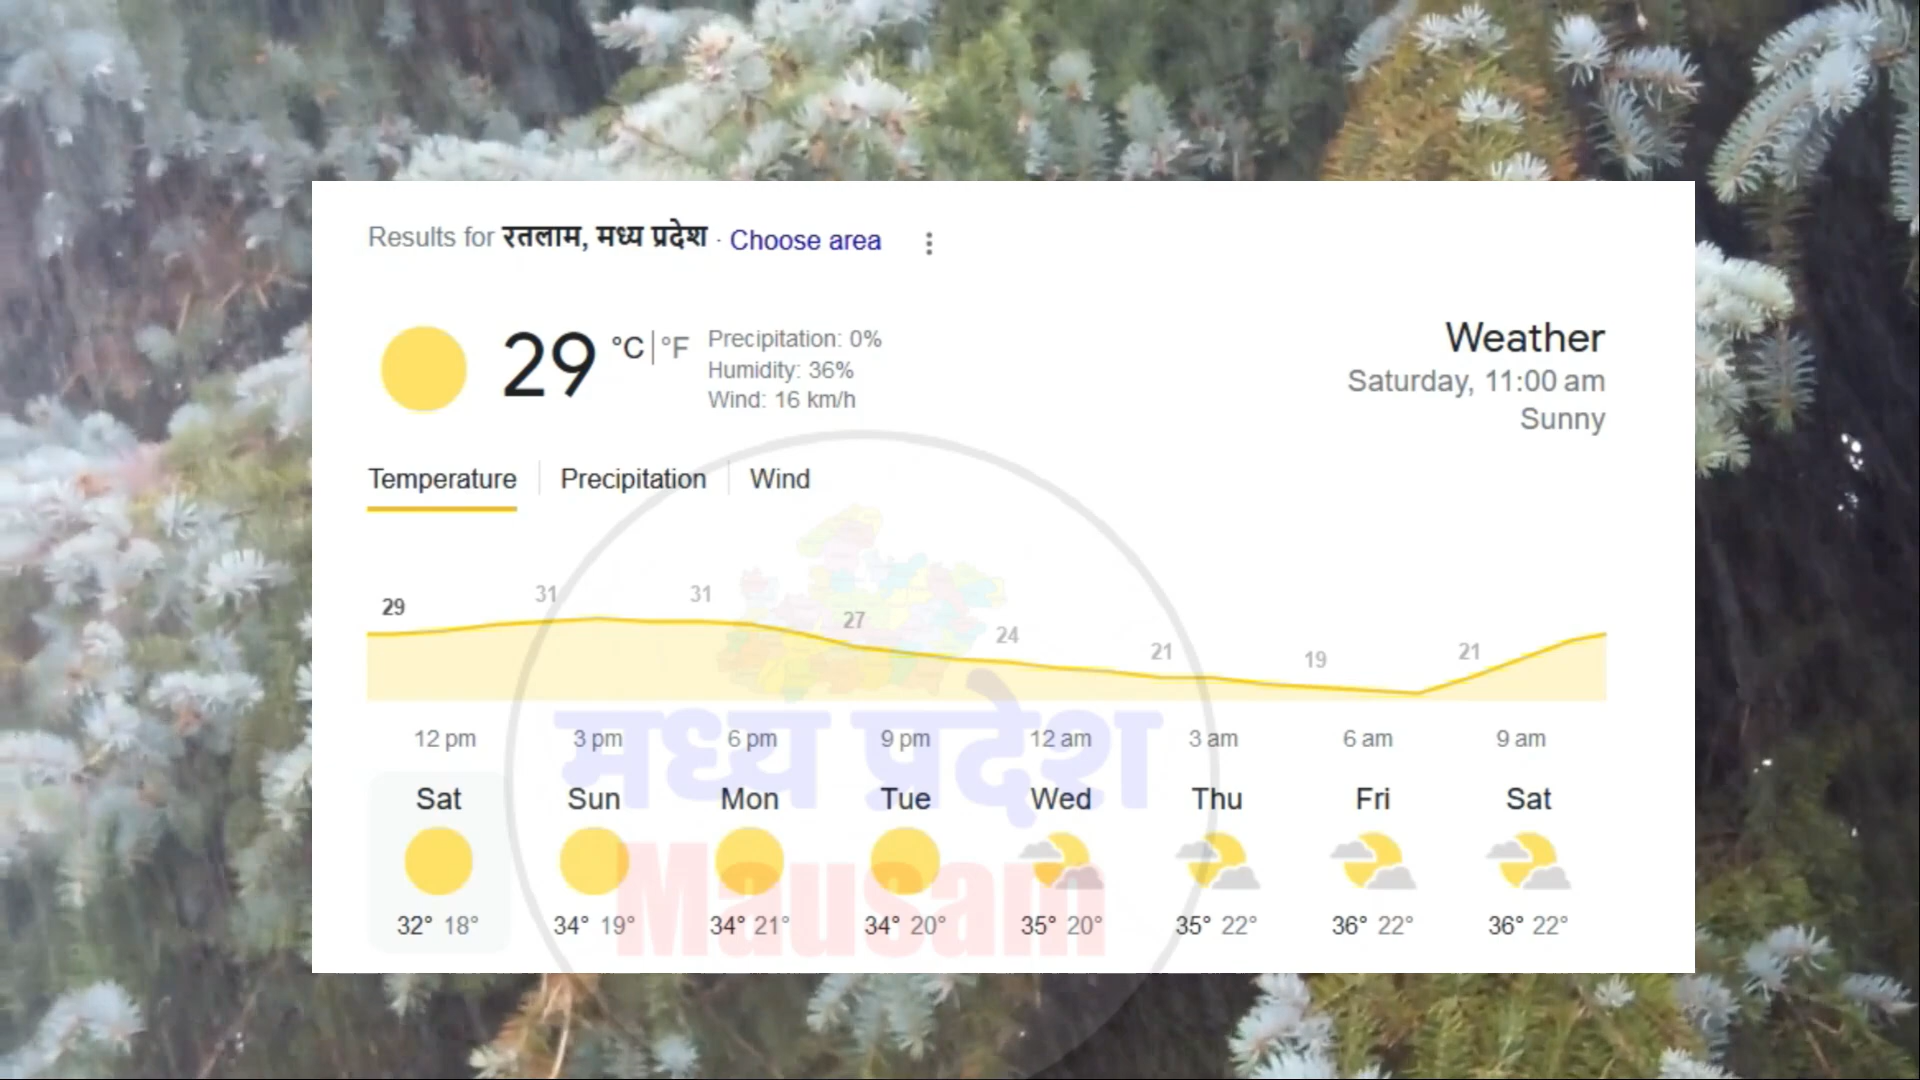 Results for रतलाम, मध्य प्रदेश · Choose area
29 °C | °F
Precipitation: 0%
Humidity: 36%
Wind: 16 km/h
Weather
Saturday, 11:00 am
Sunny
Temperature Precipitation Wind
29 31 31 27 24 21 19 21
12 pm 3 pm 6 pm 9 pm 12 am 3 am 6 am 9 am
मध्य प्रदेश
Sat Sun Mon Tue Wed Thu Fri Sat
Mausam
32° 18° 34° 19° 34° 21° 34° 20° 35° 20° 35° 22° 36° 22° 36° 22°